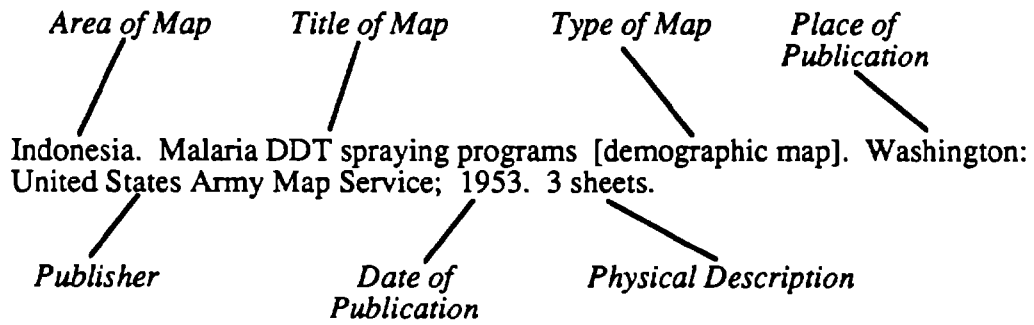 Area of Map Title of Map Type of Map Place of
Publication
Indonesia. Malaria DDT spraying programs [demographic map]. Washington:
United States Army Map Service; 1953. 3 sheets.
Publisher Date of Physical Description
Publication